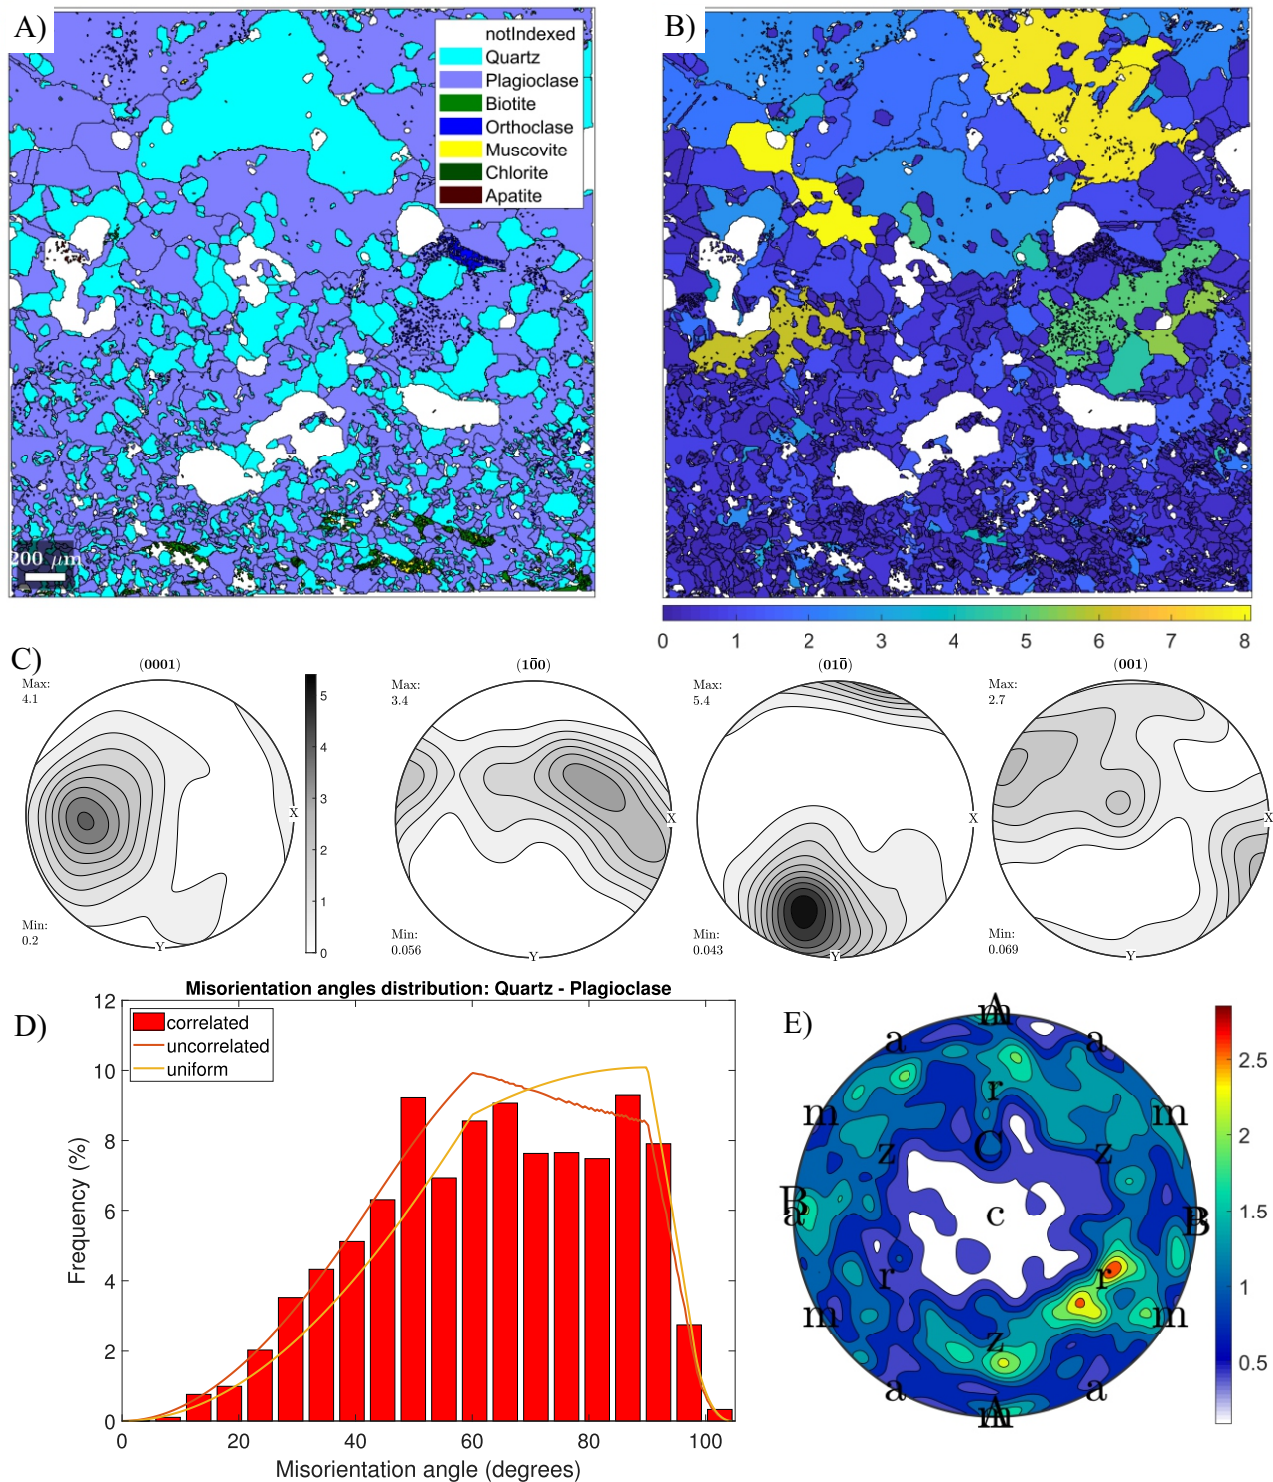 A)
notIndexed
Quartz
Plagioclase
Biotite
Orthoclase
Muscovite
Chlorite
Apatite
200 μm
B)
0 1 2 3 4 5 6 7 8
C)
(0001)
Max:
4.1
Min:
0.2
X
Y
5
4
3
2
1
0
(10̄0)
Max:
3.4
Min:
0.056
X
Y
(010̄)
Max:
5.4
Min:
0.043
X
Y
(001)
Max:
2.7
Min:
0.069
X
Y
D)
Misorientation angles distribution: Quartz - Plagioclase
correlated
uncorrelated
uniform
Frequency (%)
12
10
8
6
4
2
0
0 20 40 60 80 100
Misorientation angle (degrees)
E)
A
m
a a
r
m m
C
z z
B
a
c
B
r r
m m
z
a a
A
m
2.5
2
1.5
1
0.5